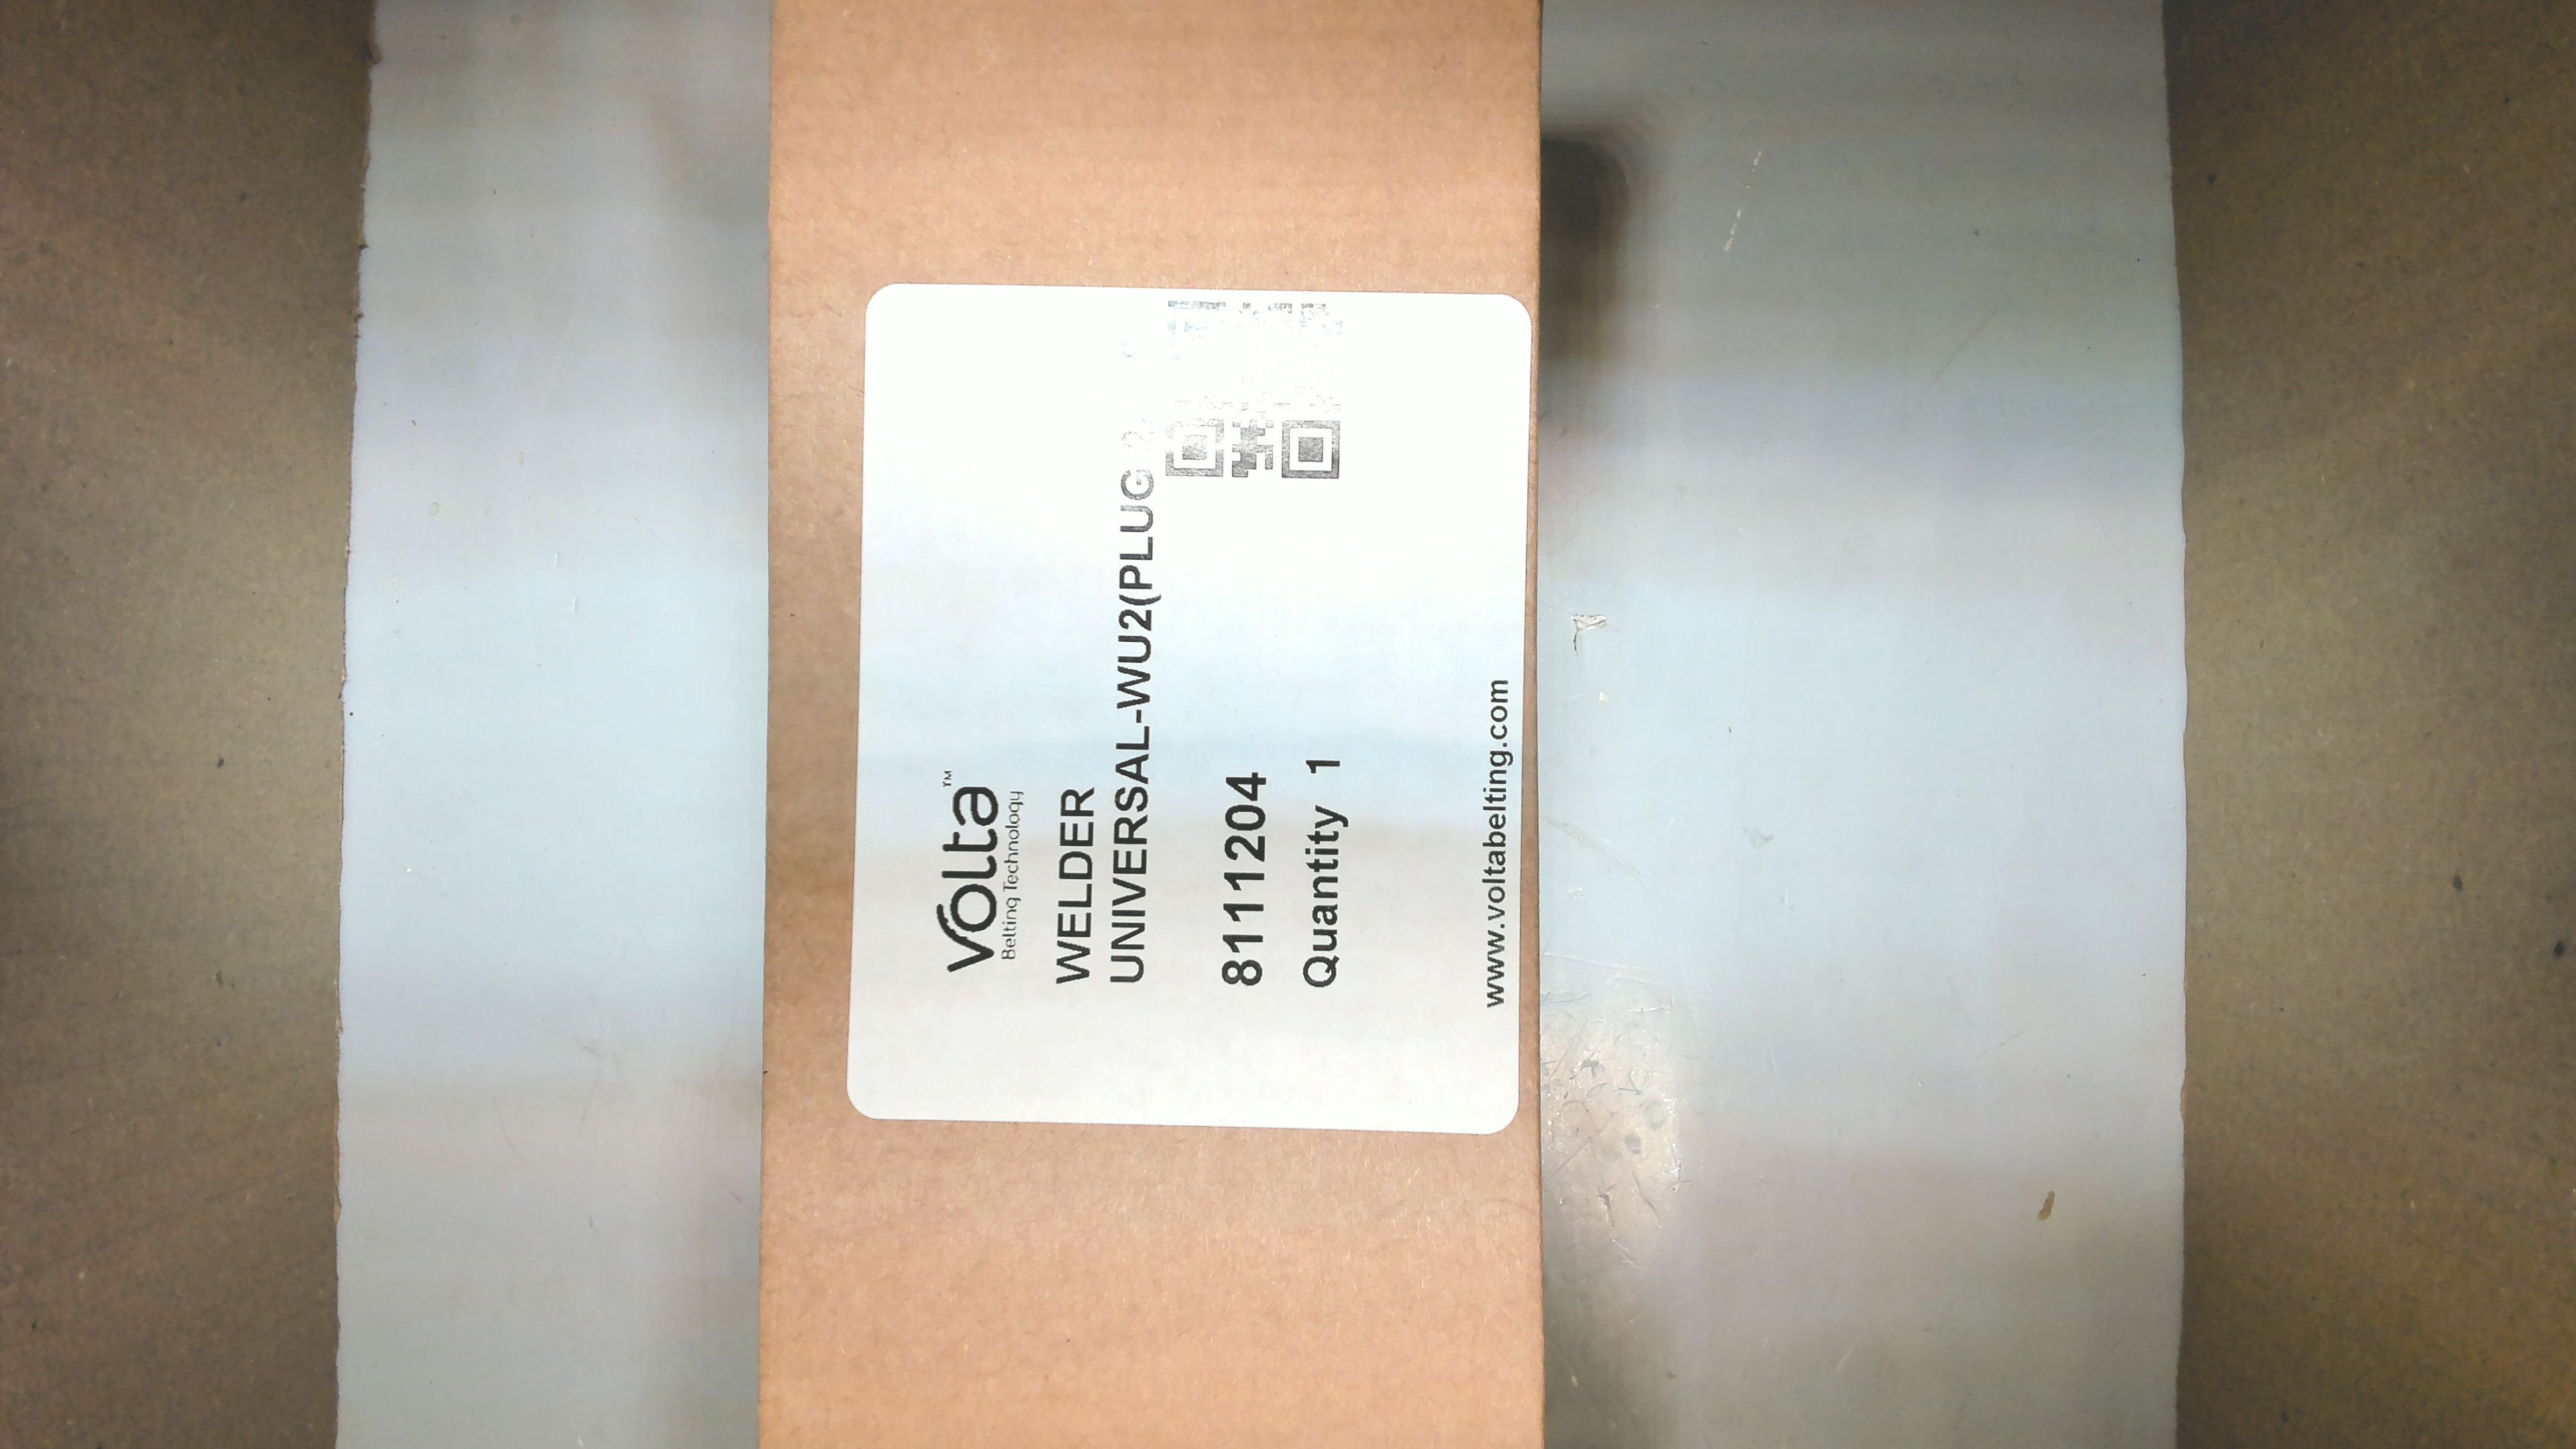 Volta™
Belting Technology
WELDER
UNIVERSAL-WU2(PLUG
8111204
Quantity 1
www.voltabelting.com